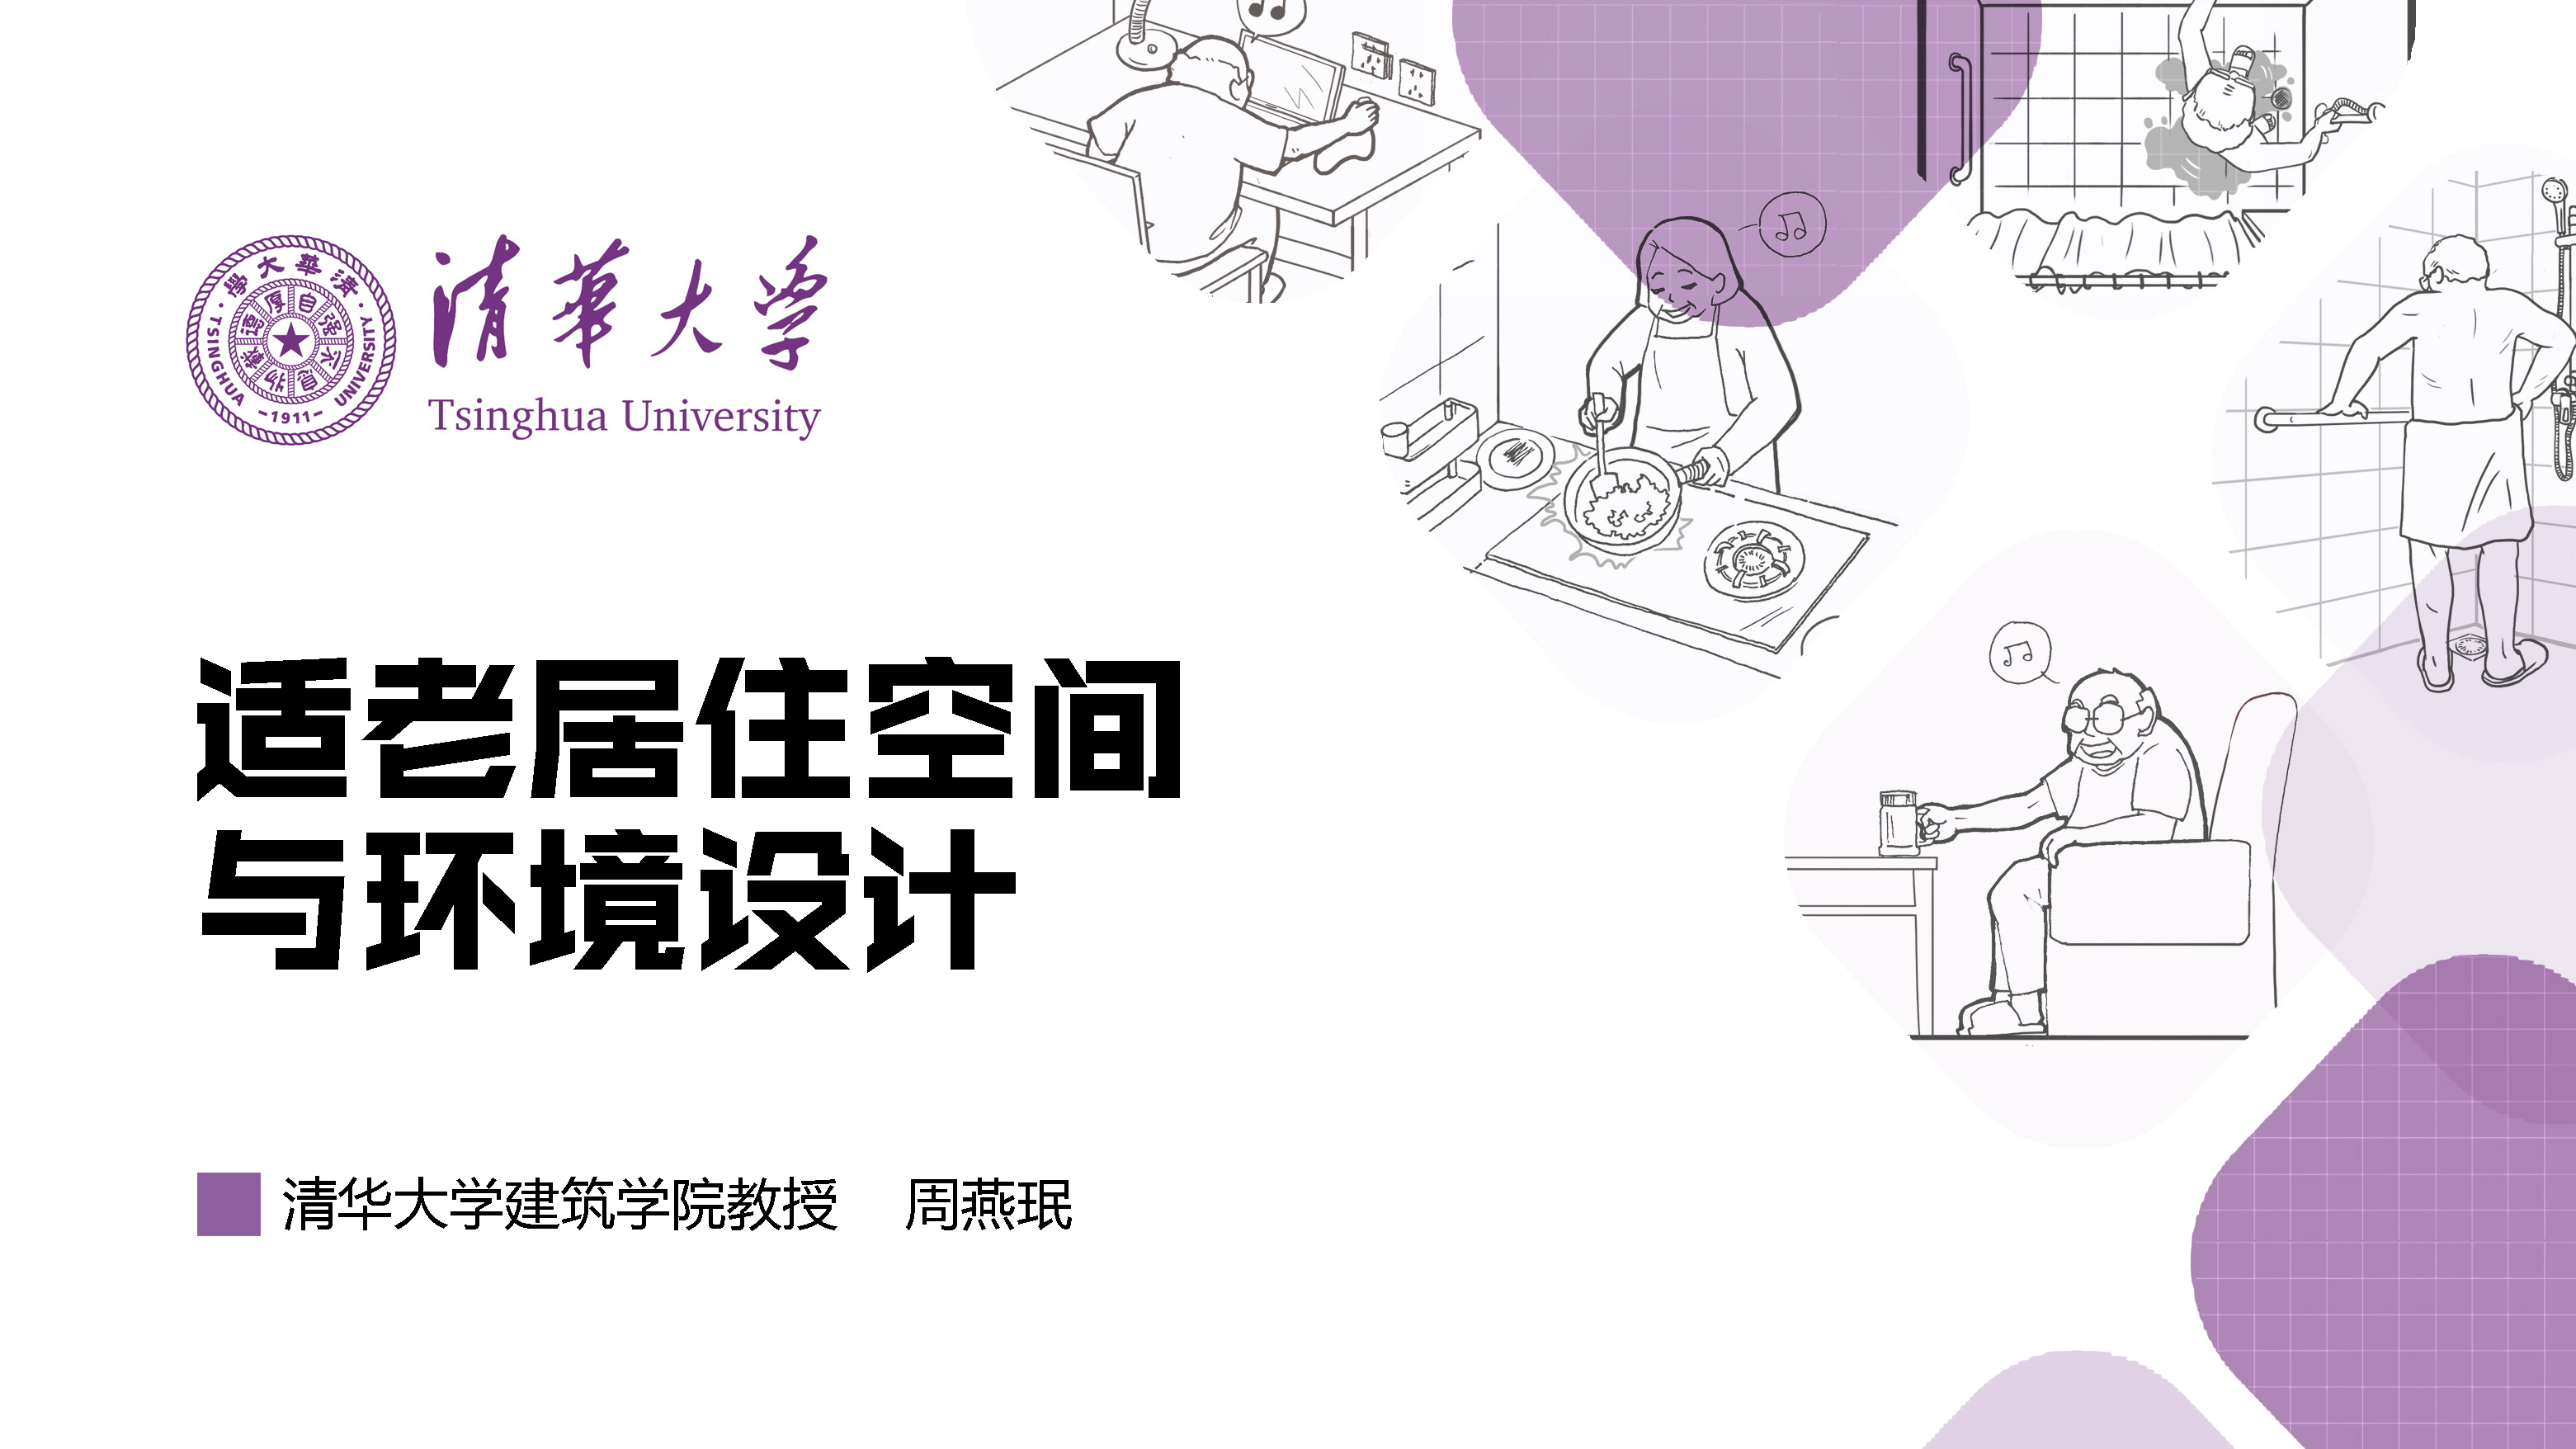 清華大学
Tsinghua University
清華大學
自强不息
厚德載物
TSINGHUA UNIVERSITY
-1911-
适老居住空间
与环境设计
清华大学建筑学院教授 周燕珉